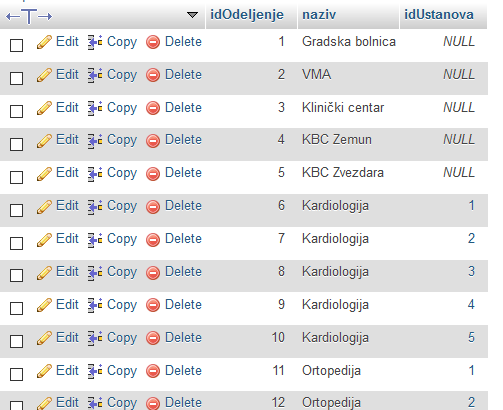 idOdeljenje naziv idUstanova
Edit Copy Delete 1 Gradska bolnica NULL
Edit Copy Delete 2 VMA NULL
Edit Copy Delete 3 Klinički centar NULL
Edit Copy Delete 4 KBC Zemun NULL
Edit Copy Delete 5 KBC Zvezdara NULL
Edit Copy Delete 6 Kardiologija 1
Edit Copy Delete 7 Kardiologija 2
Edit Copy Delete 8 Kardiologija 3
Edit Copy Delete 9 Kardiologija 4
Edit Copy Delete 10 Kardiologija 5
Edit Copy Delete 11 Ortopedija 1
Edit Copy Delete 12 Ortopedija 2